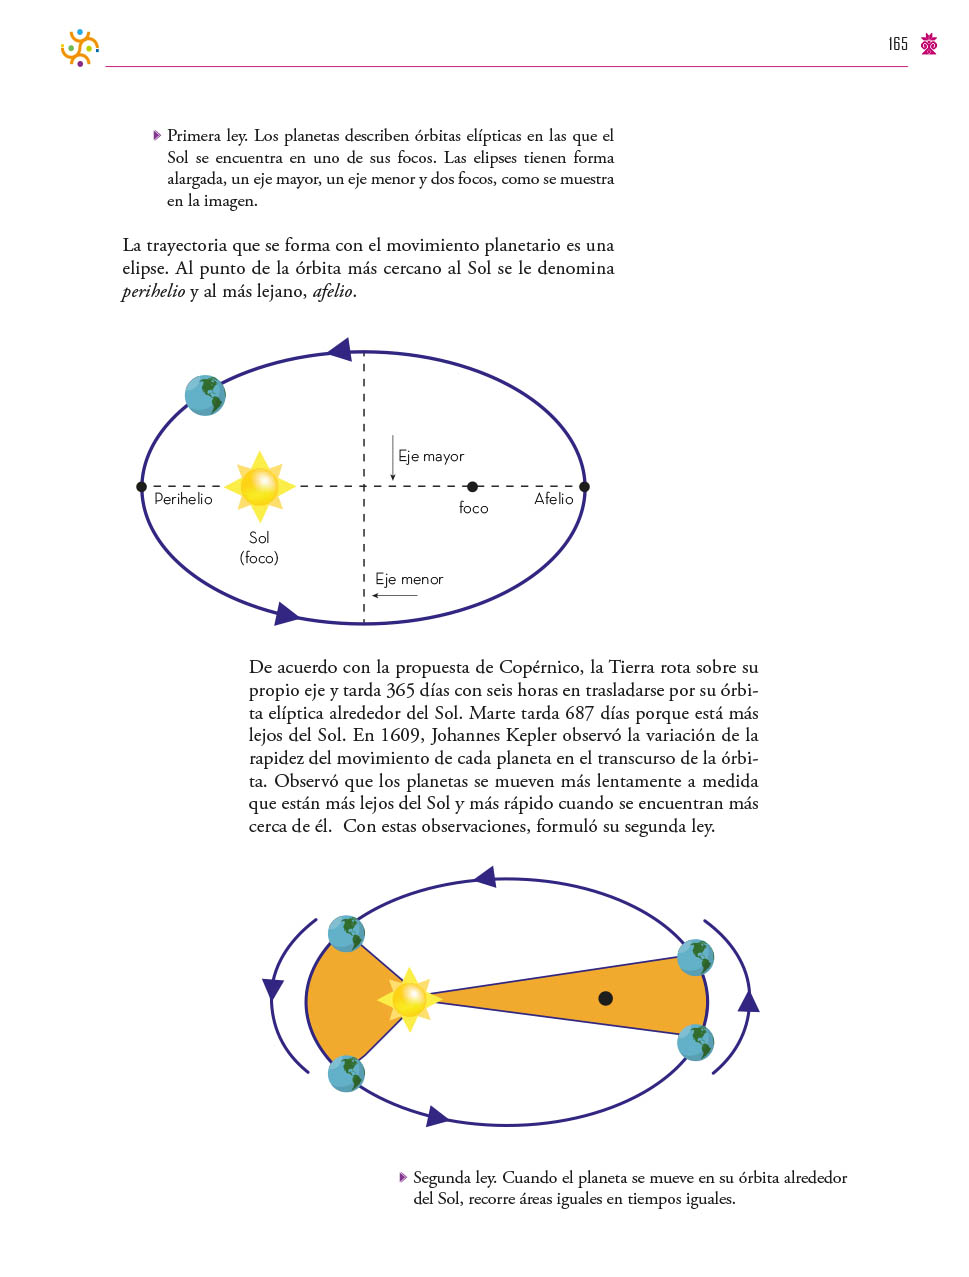 165
Primera ley. Los planetas describen órbitas elípticas en las que el
Sol se encuentra en uno de sus focos. Las elipses tienen forma
alargada, un eje mayor, un eje menor y dos focos, como se muestra
en la imagen.
La trayectoria que se forma con el movimiento planetario es una
elipse. Al punto de la órbita más cercano al Sol se le denomina
perihelio y al más lejano, afelio.
Eje mayor
Perihelio
foco
Afelio
Sol
(foco)
Eje menor
De acuerdo con la propuesta de Copérnico, la Tierra rota sobre su
propio eje y tarda 365 días con seis horas en trasladarse por su órbi-
ta elíptica alrededor del Sol. Marte tarda 687 días porque está más
lejos del Sol. En 1609, Johannes Kepler observó la variación de la
rapidez del movimiento de cada planeta en el transcurso de la órbi-
ta. Observó que los planetas se mueven más lentamente a medida
que están más lejos del Sol y más rápido cuando se encuentran más
cerca de él. Con estas observaciones, formuló su segunda ley.
Segunda ley. Cuando el planeta se mueve en su órbita alrededor
del Sol, recorre áreas iguales en tiempos iguales.